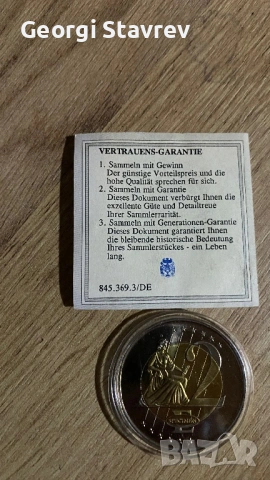 Georgi Stavrev
VERTRAUENS-GARANTIE
1. Sammeln mit Gewinn
Der günstige Vorteilspreis und die
hohe Qualität sprechen für sich.
2. Sammeln mit Garantie
Dieses Dokument verbürgt Ihnen die
exzellente Güte und Detailtreue
Ihrer Sammlerrarität.
3. Sammeln mit Generationen-Garantie
Dieses Dokument garantiert Ihnen
die bleibende historische Bedeutung
Ihres Sammlerstückes - ein Leben
lang.
845.369.3/DE
2
bazar